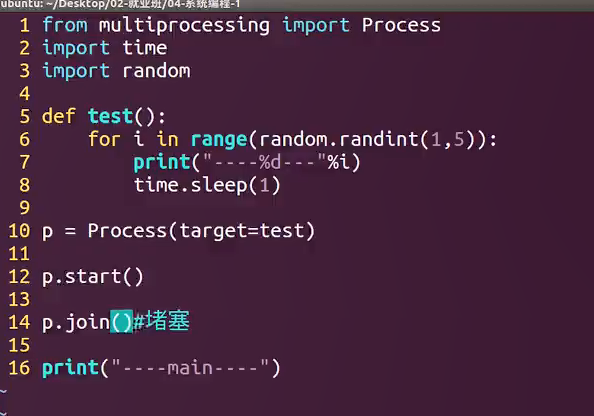 ubuntu: ~/Desktop/02-就业班/04-系统编程-1
1 from multiprocessing import Process
2 import time
3 import random
4
5 def test():
6     for i in range(random.randint(1,5)):
7         print("----%d---"%i)
8         time.sleep(1)
9
10 p = Process(target=test)
11
12 p.start()
13
14 p.join()#堵塞
15
16 print("----main----")
~
~